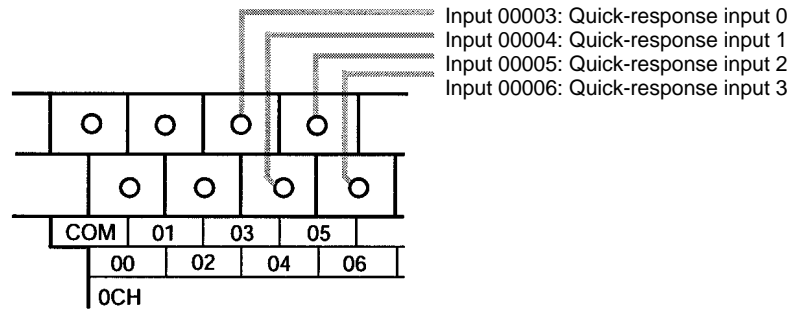 Input 00003: Quick-response input 0
Input 00004: Quick-response input 1
Input 00005: Quick-response input 2
Input 00006: Quick-response input 3
COM 01 03 05
00 02 04 06
0CH